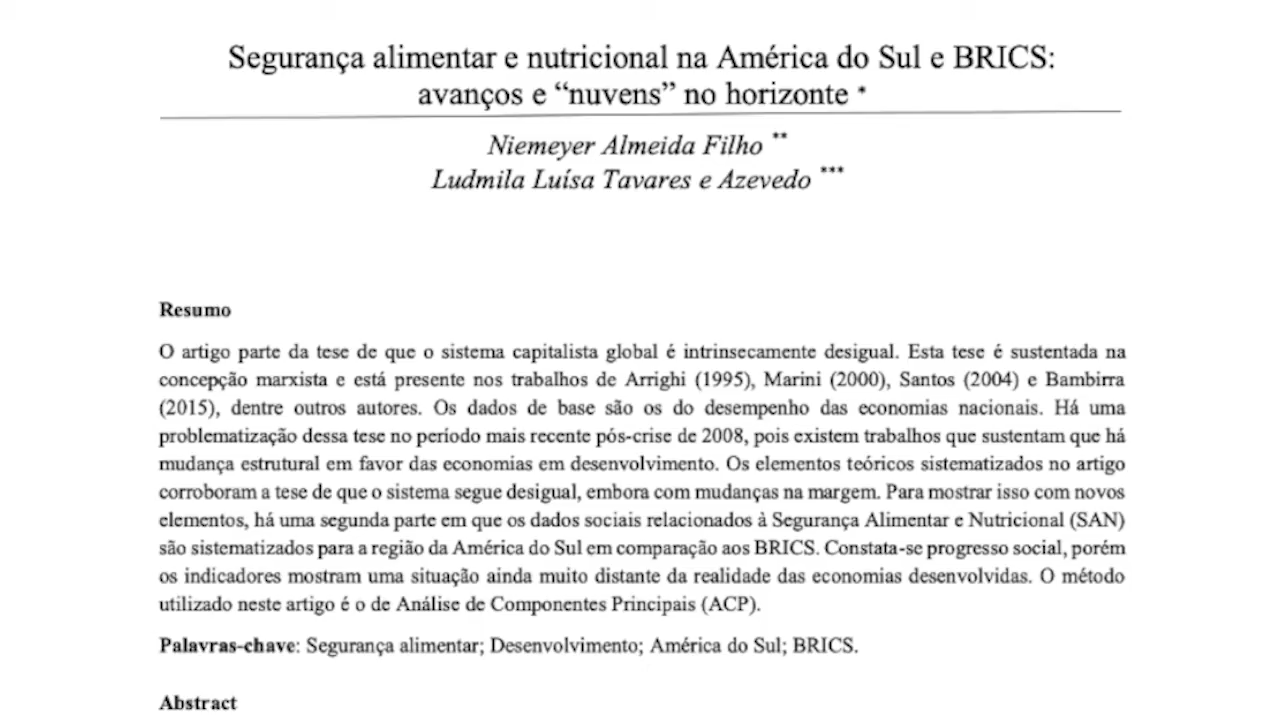 Segurança alimentar e nutricional na América do Sul e BRICS:
avanços e “nuvens” no horizonte *
Niemeyer Almeida Filho **
Ludmila Luísa Tavares e Azevedo ***
Resumo
O artigo parte da tese de que o sistema capitalista global é intrinsecamente desigual. Esta tese é sustentada na
concepção marxista e está presente nos trabalhos de Arrighi (1995), Marini (2000), Santos (2004) e Bambirra
(2015), dentre outros autores. Os dados de base são os do desempenho das economias nacionais. Há uma
problematização dessa tese no período mais recente pós-crise de 2008, pois existem trabalhos que sustentam que há
mudança estrutural em favor das economias em desenvolvimento. Os elementos teóricos sistematizados no artigo
corroboram a tese de que o sistema segue desigual, embora com mudanças na margem. Para mostrar isso com novos
elementos, há uma segunda parte em que os dados sociais relacionados à Segurança Alimentar e Nutricional (SAN)
são sistematizados para a região da América do Sul em comparação aos BRICS. Constata-se progresso social, porém
os indicadores mostram uma situação ainda muito distante da realidade das economias desenvolvidas. O método
utilizado neste artigo é o de Análise de Componentes Principais (ACP).
Palavras-chave: Segurança alimentar; Desenvolvimento; América do Sul; BRICS.
Abstract